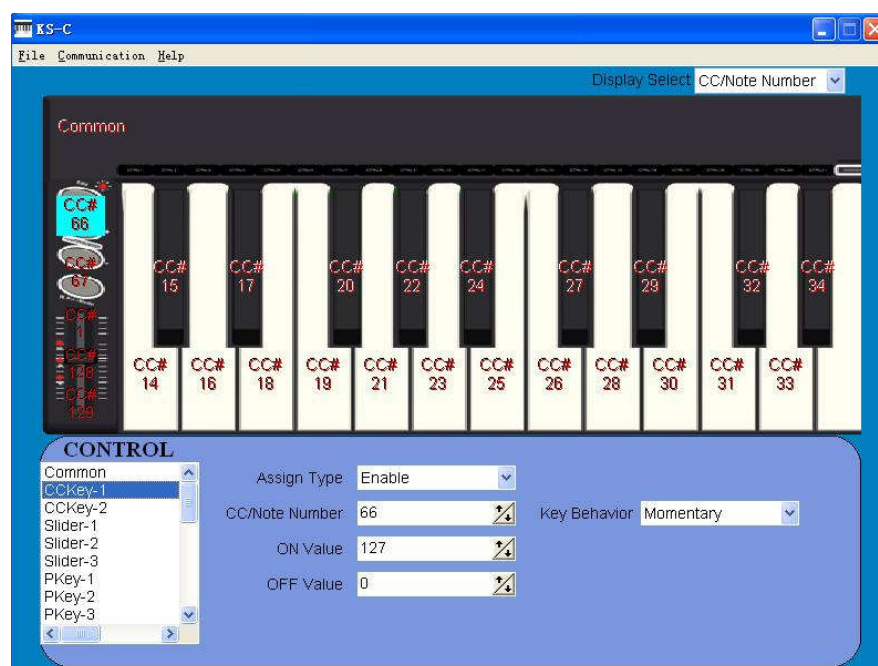 KS-C
File Communication Help
Display Select CC/Note Number
Common
CC# 66
CC# 67
CC# 1
CC# 128
CC# 129
CC# 15
CC# 17
CC# 20
CC# 22
CC# 24
CC# 27
CC# 29
CC# 32
CC# 34
CC# 14
CC# 16
CC# 18
CC# 19
CC# 21
CC# 23
CC# 25
CC# 26
CC# 28
CC# 30
CC# 31
CC# 33
CONTROL
Common
CCKey-1
CCKey-2
Slider-1
Slider-2
Slider-3
PKey-1
PKey-2
PKey-3
Assign Type Enable
CC/Note Number 66
Key Behavior Momentary
ON Value 127
OFF Value 0